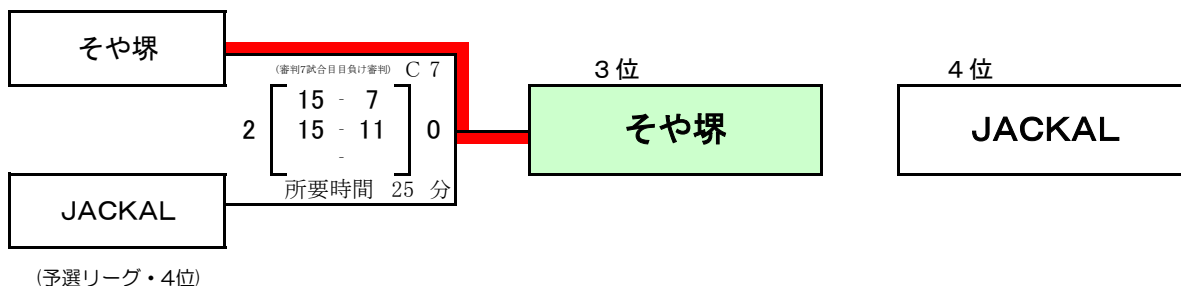 そや堺
(審判7試合目目負け審判) Ｃ７
3位
4位
15 - 7
2 15 - 11 0
-
そや堺
JACKAL
所要時間 25 分
JACKAL
(予選リーグ・4位)